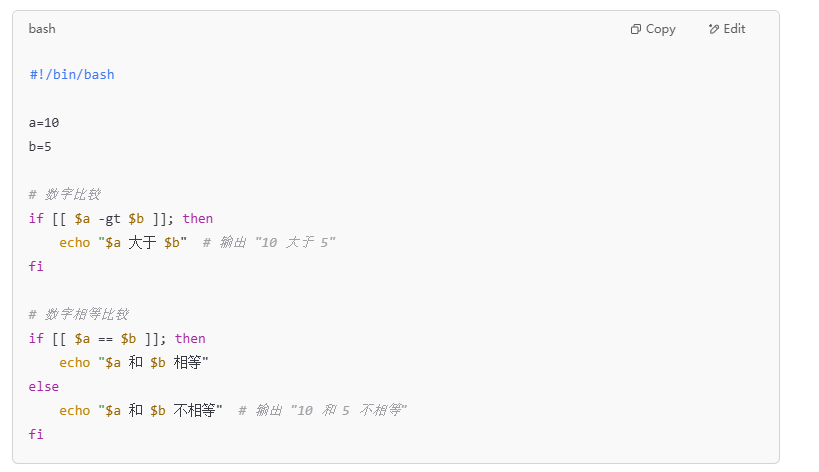 bash
Copy
Edit
#!/bin/bash
a=10
b=5
# 数字比较
if [[ $a -gt $b ]]; then
    echo "$a 大于 $b"  # 输出 "10 大于 5"
fi
# 数字相等比较
if [[ $a == $b ]]; then
    echo "$a 和 $b 相等"
else
    echo "$a 和 $b 不相等"  # 输出 "10 和 5 不相等"
fi